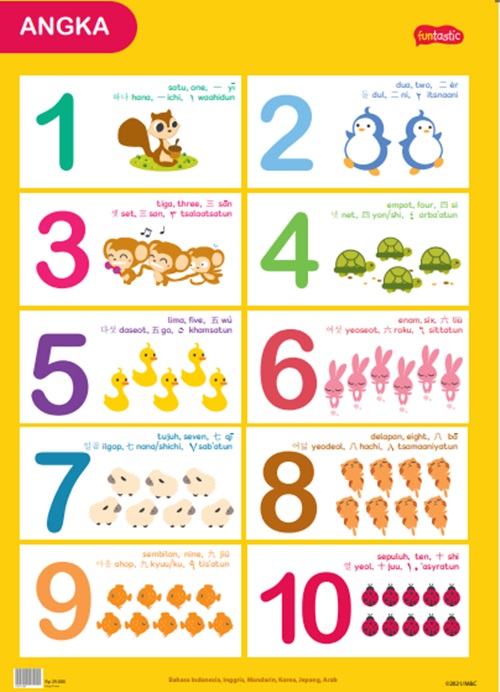 ANGKA
funtastic
1
satu, one, 一 yī
하나 hana, 一 ichi, ١ waahidun
2
dua, two, 二 èr
둘 dul, 二 ni, ٢ itsnaani
3
tiga, three, 三 sān
셋 set, 三 san, ٣ tsalaatsatun
4
empat, four, 四 sì
넷 net, 四 yon/shi, ٤ arba'atun
5
lima, five, 五 wǔ
다섯 daseot, 五 go, ٥ khamsatun
6
enam, six, 六 liù
여섯 yeoseot, 六 roku, ٦ sittatun
7
tujuh, seven, 七 qī
일곱 ilgop, 七 nana/shichi, ٧ sab'atun
8
delapan, eight, 八 bā
여덟 yeodeol, 八 hachi, ٨ tsamaaniyatun
9
sembilan, nine, 九 jiǔ
아홉 ahop, 九 kyuu/ku, ٩ tis'atun
10
sepuluh, ten, 十 shí
열 yeol, 十 juu, ١٠ 'asyratun
Bahasa Indonesia, Inggris, Mandarin, Korea, Jepang, Arab
©2021/M&C